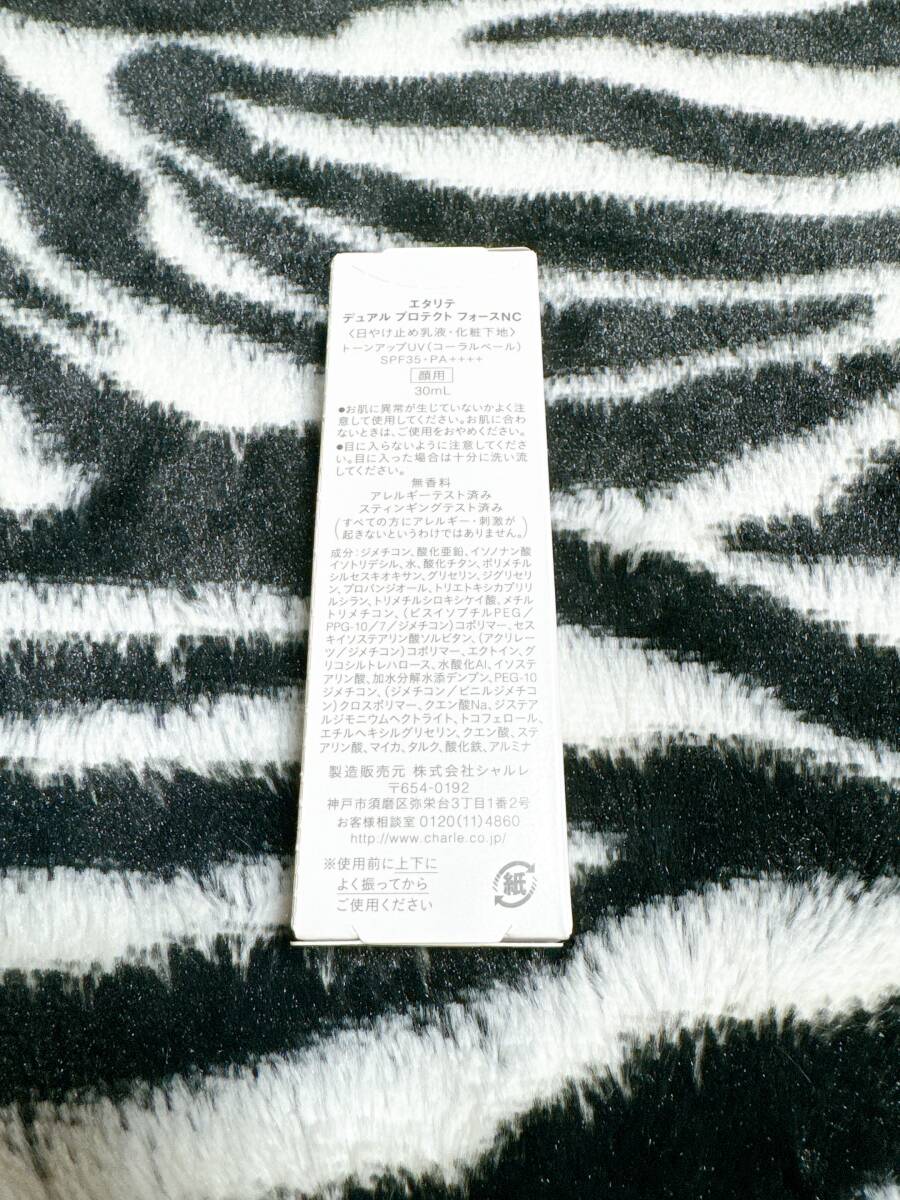 エタリテ
デュアル プロテクト フォースNC
〈日やけ止め乳液・化粧下地〉
トーンアップUV(コーラルベール)
SPF35・PA++++
顔用
30mL
●お肌に異常が生じていないかよく注
意して使用してください。お肌に合わ
ないときは、ご使用をおやめください。
●目に入らないように注意してくださ
い。目に入った場合は十分に洗い流
してください。
無香料
アレルギーテスト済み
スティンギングテスト済み
(すべての方にアレルギー・刺激が
起きないというわけではありません。)
成分:ジメチコン、酸化亜鉛、イソノナン酸
イソトリデシル、水、酸化チタン、ポリメチル
シルセスキオキサン、グリセリン、ジグリセリ
ン、プロパンジオール、トリエトキシカプリリ
ルシラン、トリメチルシロキシケイ酸、メチル
トリメチコン、(ビスイソブチルPEG/
PPG-10/7/ジメチコン)コポリマー、セス
キイソステアリン酸ソルビタン、(アクリレー
ツ/ジメチコン)コポリマー、エクトイン、グ
リコシルトレハロース、水酸化Al、イソステ
アリン酸、加水分解水添デンプン、PEG-10
ジメチコン、(ジメチコン/ビニルジメチコ
ン)クロスポリマー、クエン酸Na、ジステア
ルジモニウムヘクトライト、トコフェロール、
エチルヘキシルグリセリン、クエン酸、ステ
アリン酸、マイカ、タルク、酸化鉄、アルミナ
製造販売元 株式会社シャルレ
〒654-0192
神戸市須磨区弥栄台3丁目1番2号
お客様相談室 0120(11)4860
http://www.charle.co.jp/
※使用前に上下に
よく振ってから
ご使用ください
紙